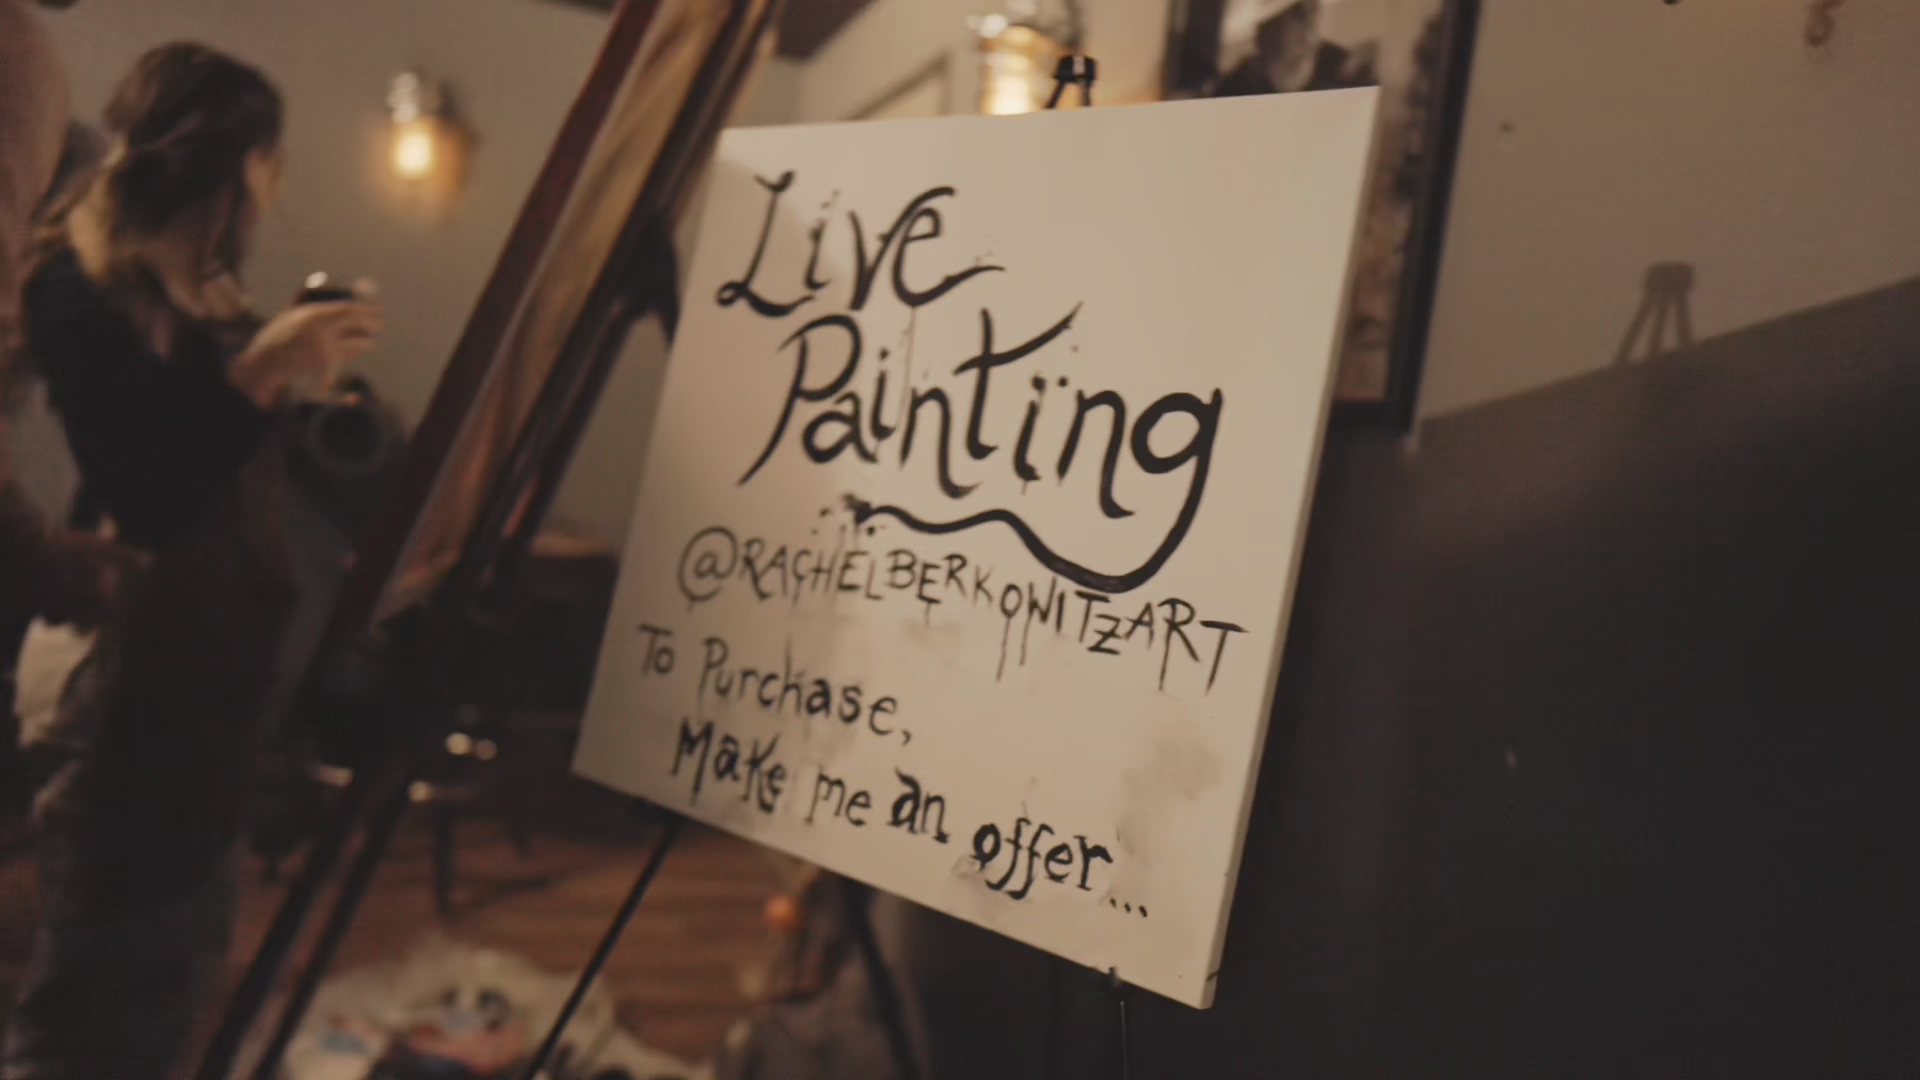 Live
Painting
@RACHELBERKOWITZART
To Purchase,
Make me an offer...